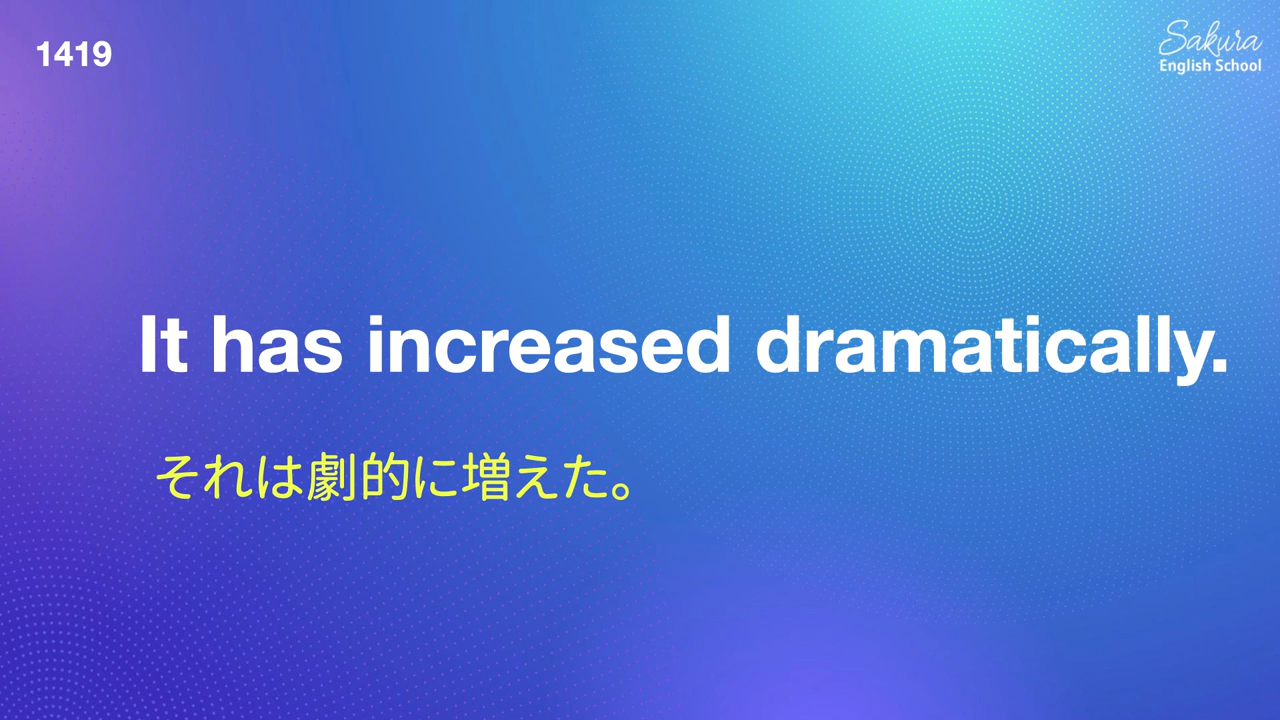 1419
Sakura
English School
It has increased dramatically.
それは劇的に増えた。